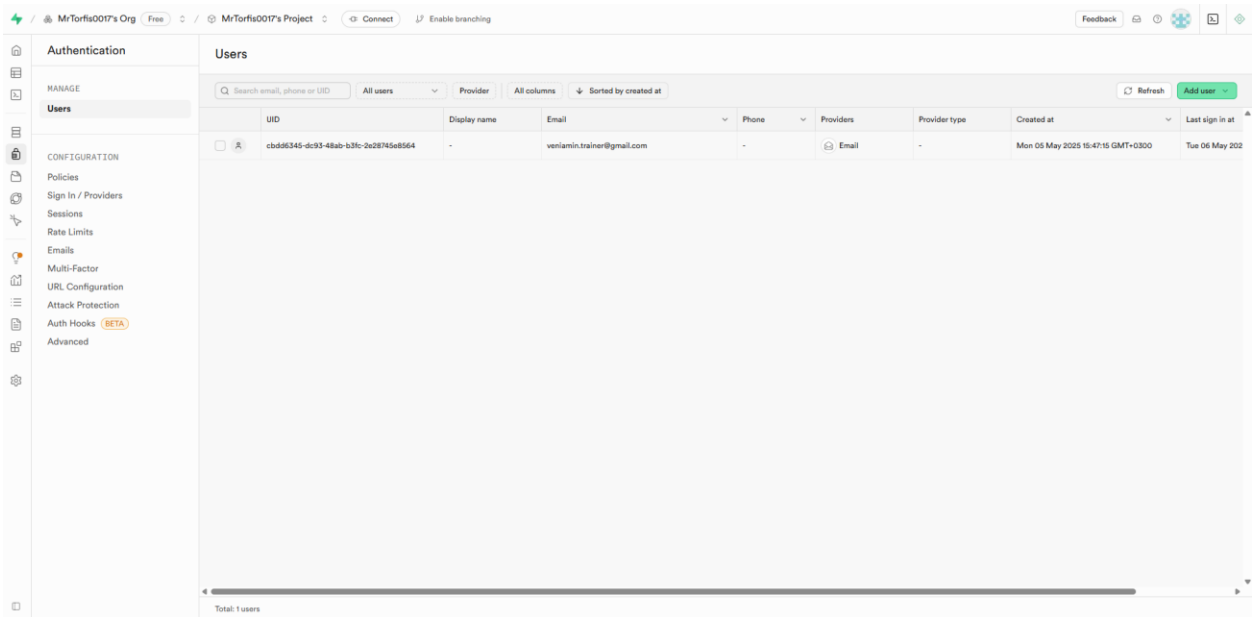 / MrTorfis0017's Org Free / MrTorfis0017's Project Connect Enable branching Feedback
Authentication
MANAGE
Users
CONFIGURATION
Policies
Sign In / Providers
Sessions
Rate Limits
Emails
Multi-Factor
URL Configuration
Attack Protection
Auth Hooks BETA
Advanced
Users
Search email, phone or UID All users Provider All columns Sorted by created at Refresh Add user
UID Display name Email Phone Providers Provider type Created at Last sign in at
cbdd6345-dc93-48ab-b3fc-2e28745e8564 - veniamin.trainer@gmail.com - Email - Mon 05 May 2025 15:47:15 GMT+0300 Tue 06 May 202
Total: 1 users